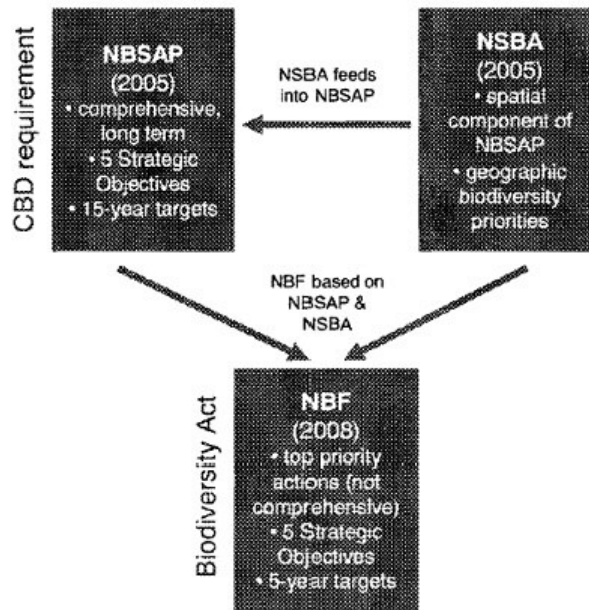 CBD requirement
NBSAP
(2005)
• comprehensive,
long term
• 5 Strategic
Objectives
• 15-year targets
NSBA feeds
into NBSAP
NSBA
(2005)
• spatial
component of
NBSAP
• geographic
biodiversity
priorities
NBF based on
NBSAP &
NSBA
Biodiversity Act
NBF
(2008)
• top priority
actions (not
comprehensive)
• 5 Strategic
Objectives
• 5-year targets